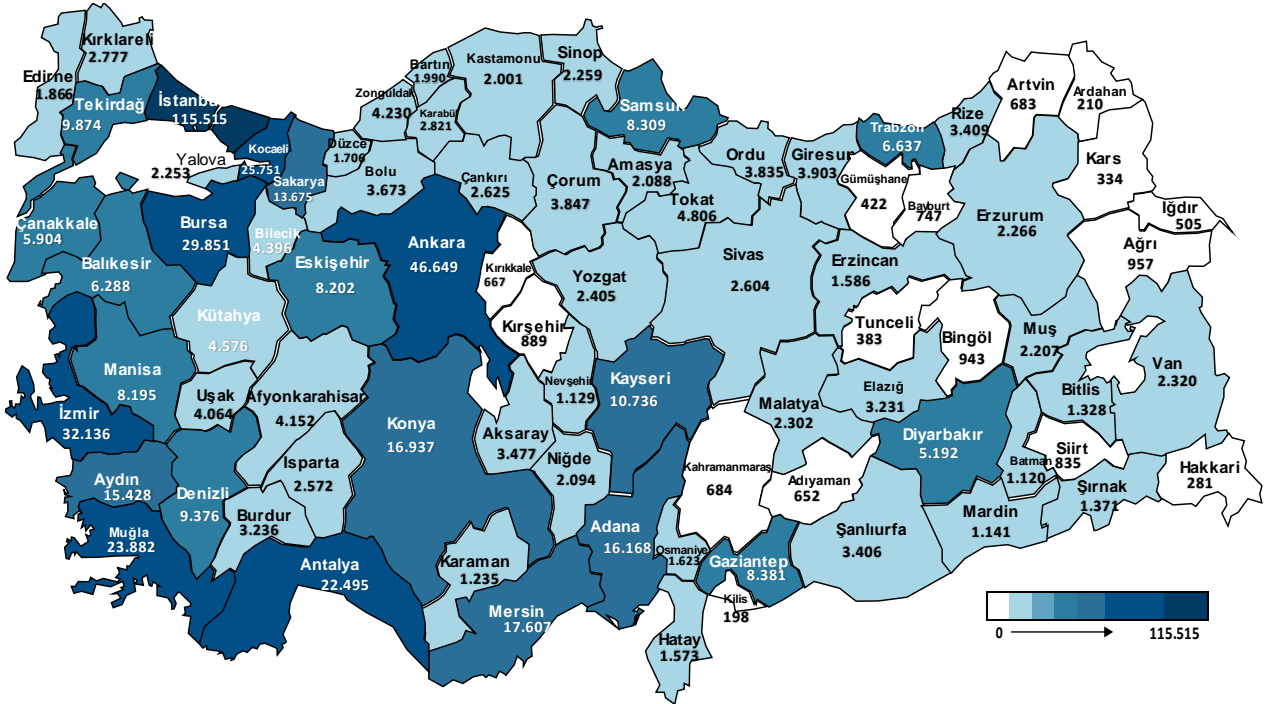 Kırklareli
2.777
Edirne
1.866
Tekirdağ
9.874
İstanbu
115.515
Kocaeli
25.751
Yalova
2.253
Sakarya
13.675
Düzce
1.706
Zonguldak
4.230
Bartın
1.990
Karabük
2.821
Kastamonu
2.001
Sinop
2.259
Samsun
8.309
Bolu
3.673
Çankırı
2.625
Çorum
3.847
Amasya
2.088
Tokat
4.806
Ordu
3.835
Giresun
3.903
Trabzon
6.637
Gümüşhane
422
Bayburt
747
Rize
3.409
Artvin
683
Ardahan
210
Kars
334
Iğdır
505
Ağrı
957
Erzurum
2.266
Erzincan
1.586
Sivas
2.604
Yozgat
2.405
Kırıkkale
667
Kırşehir
889
Ankara
46.649
Eskişehir
8.202
Bilecik
4.396
Bursa
29.851
Çanakkale
5.904
Balıkesir
6.288
Kütahya
4.576
Manisa
8.195
Uşak
4.064
Afyonkarahisar
4.152
İzmir
32.136
Aydın
15.428
Denizli
9.376
Muğla
23.882
Burdur
3.236
Isparta
2.572
Antalya
22.495
Konya
16.937
Karaman
1.235
Mersin
17.607
Aksaray
3.477
Nevşehir
1.129
Niğde
2.094
Kayseri
10.736
Adana
16.168
Osmaniye
1.623
Hatay
1.573
Kahramanmaraş
684
Gaziantep
8.381
Kilis
198
Adıyaman
652
Malatya
2.302
Elazığ
3.231
Tunceli
383
Bingöl
943
Muş
2.207
Bitlis
1.328
Van
2.320
Diyarbakır
5.192
Batman
1.120
Siirt
835
Şırnak
1.371
Hakkari
281
Mardin
1.141
Şanlıurfa
3.406
0
115.515